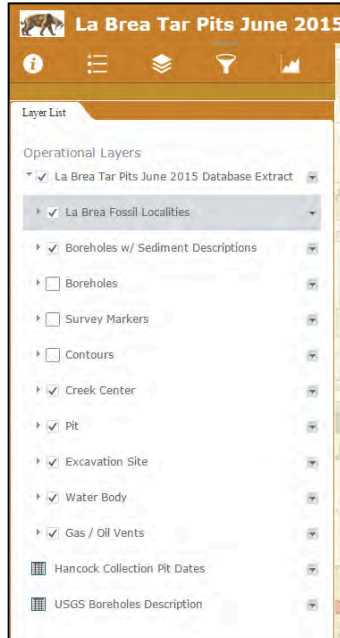 La Brea Tar Pits June 2015
Layer List
Operational Layers
La Brea Tar Pits June 2015 Database Extract
La Brea Fossil Localities
Boreholes w/ Sediment Descriptions
Boreholes
Survey Markers
Contours
Creek Center
Pit
Excavation Site
Water Body
Gas / Oil Vents
Hancock Collection Pit Dates
USGS Boreholes Description